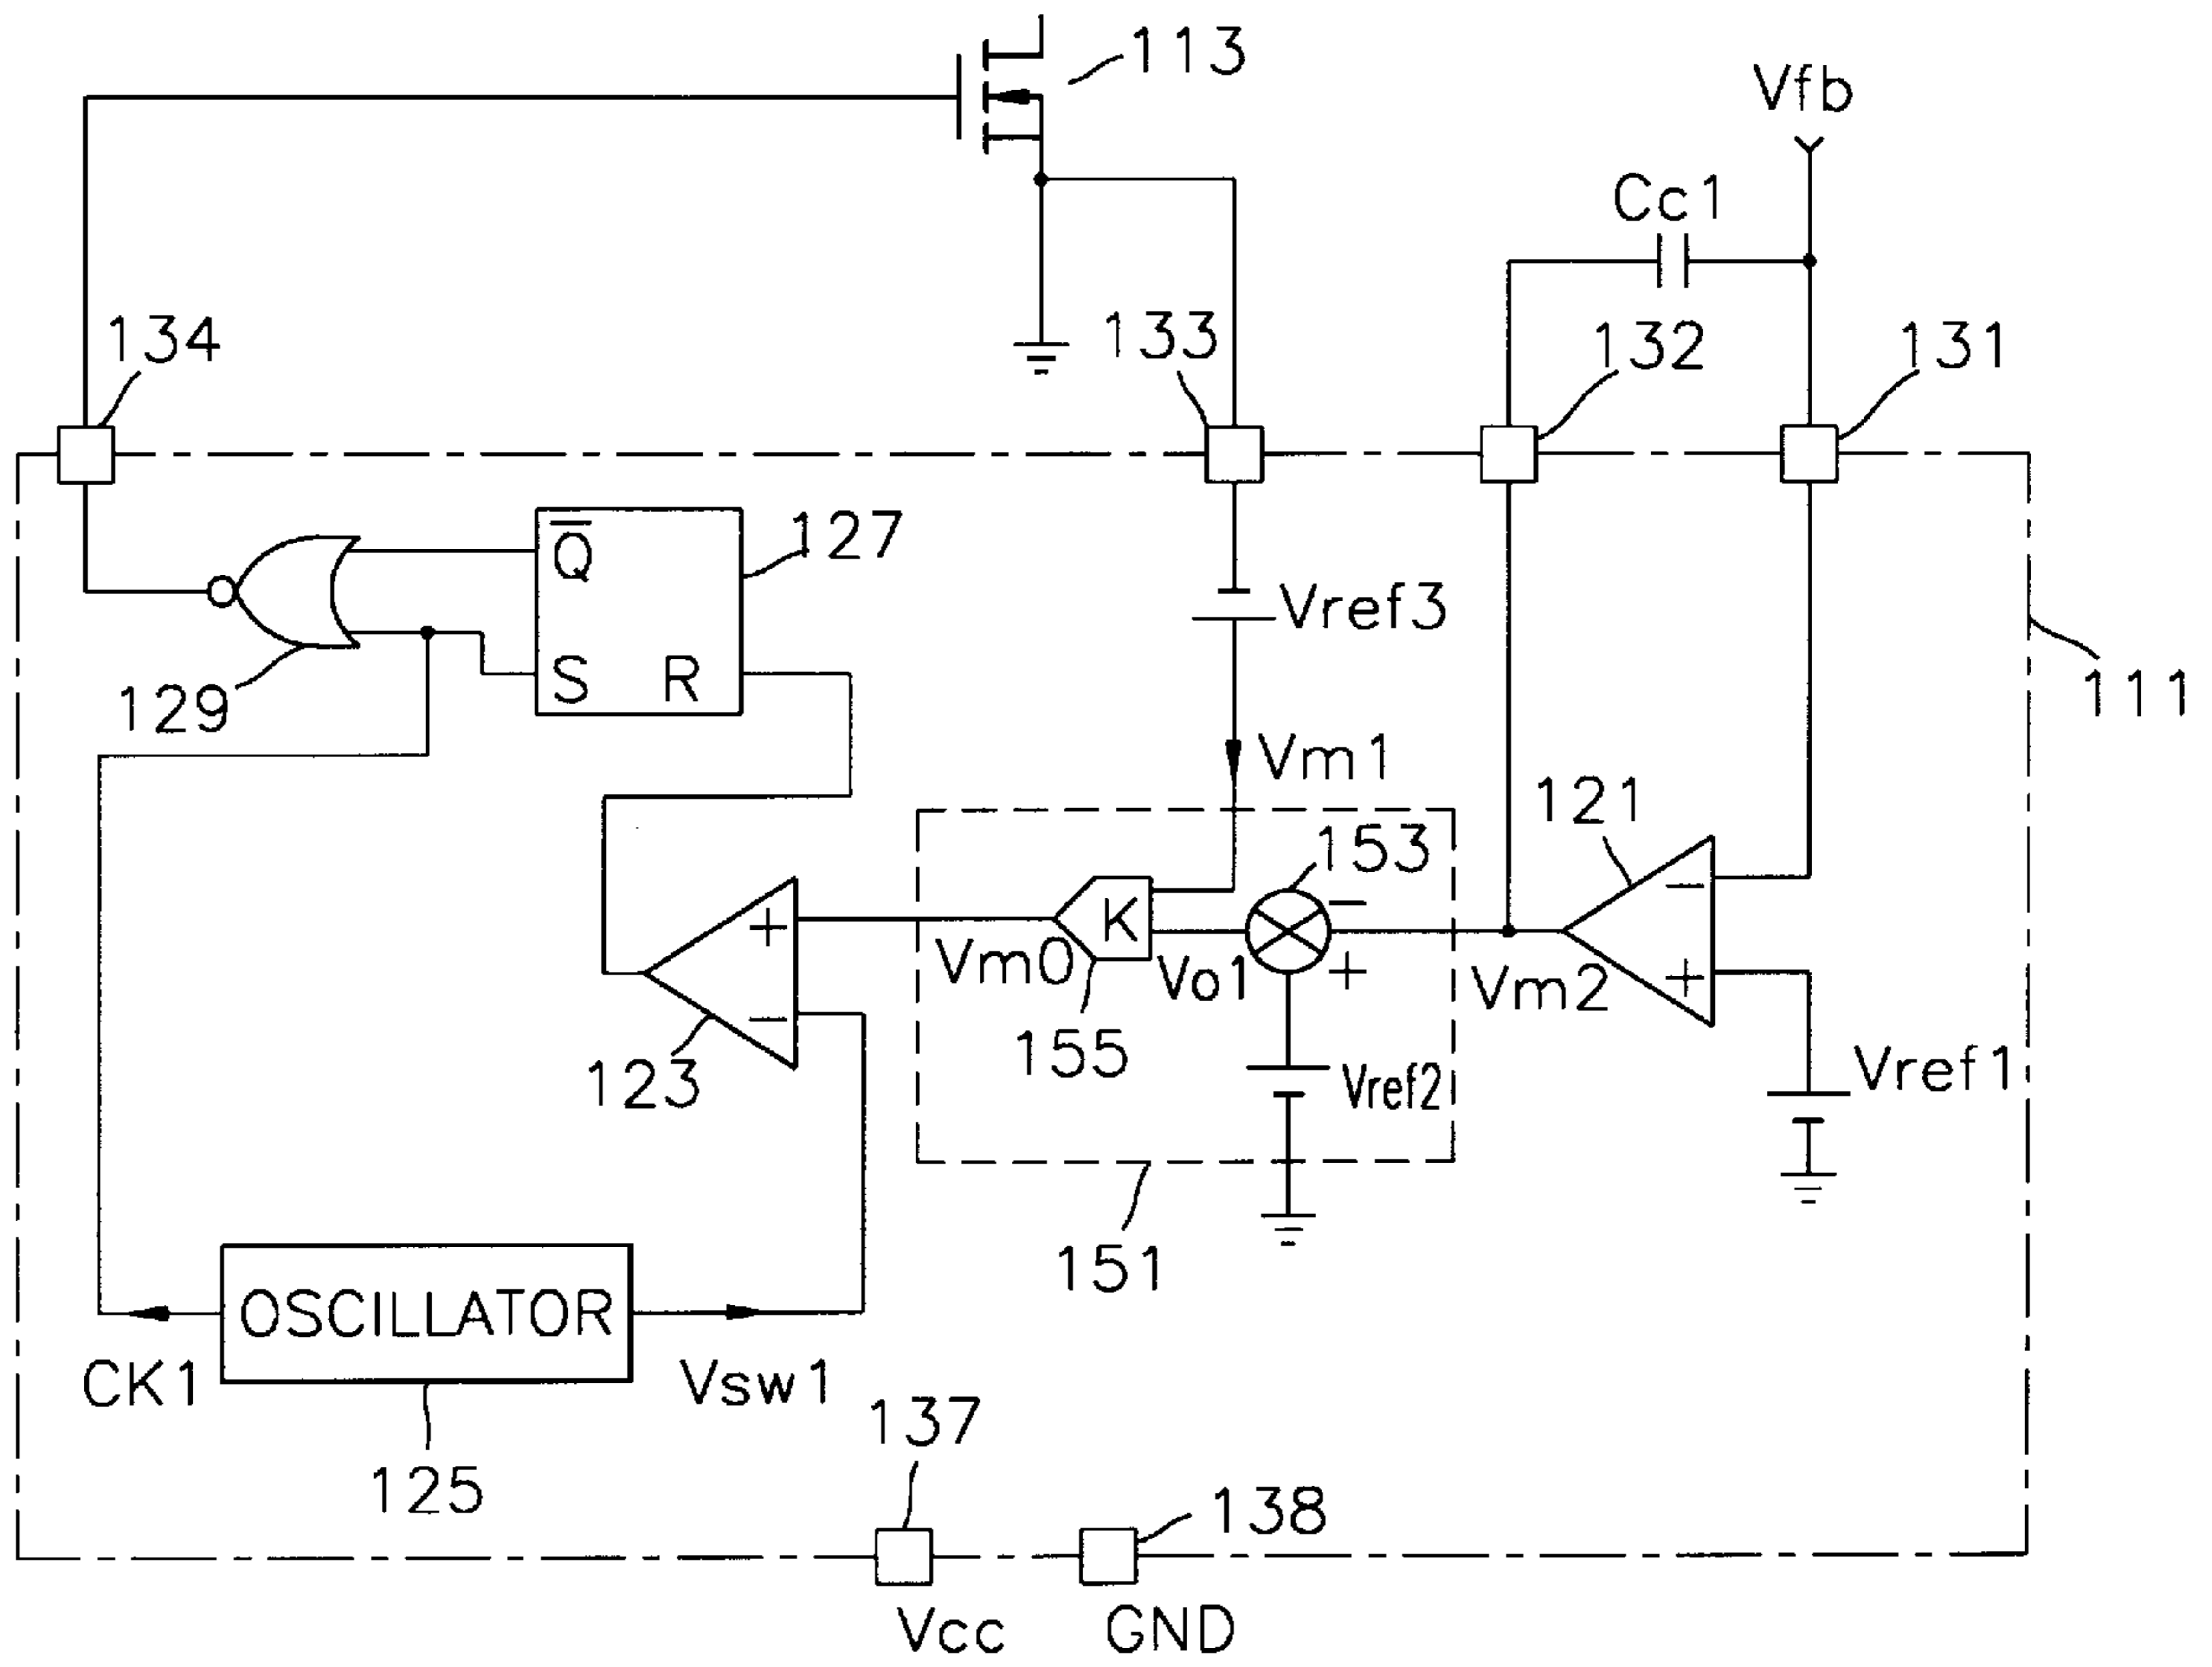 113
Vfb
Cc1
134
133
132
131
Q
127
Vref3
S R
129
111
Vm1
121
153
−
K
+ −
Vm0
Vo1
+
Vm2
+
−
155
123
Vref2
Vref1
151
OSCILLATOR
CK1
Vsw1
137
125
138
Vcc
GND